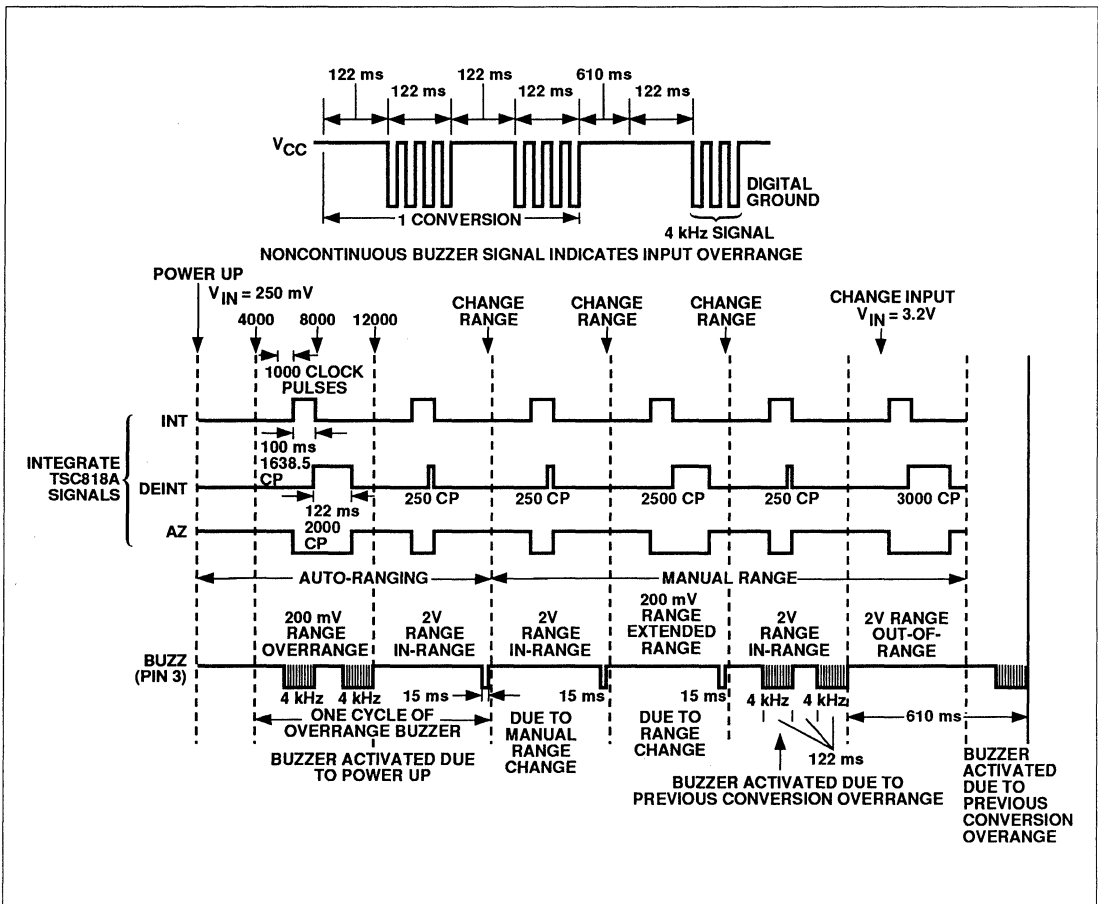 122 ms 122 ms 610 ms
122 ms 122 ms 122 ms
VCC
DIGITAL
GROUND
1 CONVERSION
4 kHz SIGNAL
NONCONTINUOUS BUZZER SIGNAL INDICATES INPUT OVERRANGE
POWER UP
VIN = 250 mV
4000 8000 12000
CHANGE
RANGE
CHANGE
RANGE
CHANGE
RANGE
CHANGE INPUT
VIN = 3.2V
1000 CLOCK
PULSES
INT
100 ms
1638.5
CP
INTEGRATE
TSC818A
SIGNALS
DEINT
250 CP 250 CP 2500 CP 250 CP 3000 CP
122 ms
2000
CP
AZ
AUTO-RANGING MANUAL RANGE
200 mV
RANGE
OVERRANGE
2V
RANGE
IN-RANGE
2V
RANGE
IN-RANGE
200 mV
RANGE
EXTENDED
RANGE
2V
RANGE
IN-RANGE
2V RANGE
OUT-OF-
RANGE
BUZZ
(PIN 3)
4 kHz 4 kHz 15 ms 15 ms 15 ms 4 kHz 4 kHz
ONE CYCLE OF
OVERRANGE BUZZER
BUZZER ACTIVATED DUE
TO POWER UP
DUE TO
MANUAL
RANGE
CHANGE
DUE TO
RANGE
CHANGE
122 ms
BUZZER ACTIVATED DUE TO
PREVIOUS CONVERSION OVERRANGE
610 ms
BUZZER
ACTIVATED
DUE TO
PREVIOUS
CONVERSION
OVERANGE